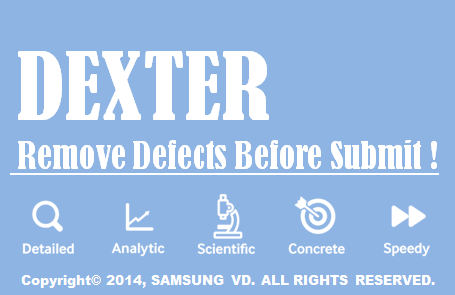 DEXTER
Remove Defects Before Submit !
Detailed Analytic Scientific Concrete Speedy
Copyright© 2014, SAMSUNG VD. ALL RIGHTS RESERVED.